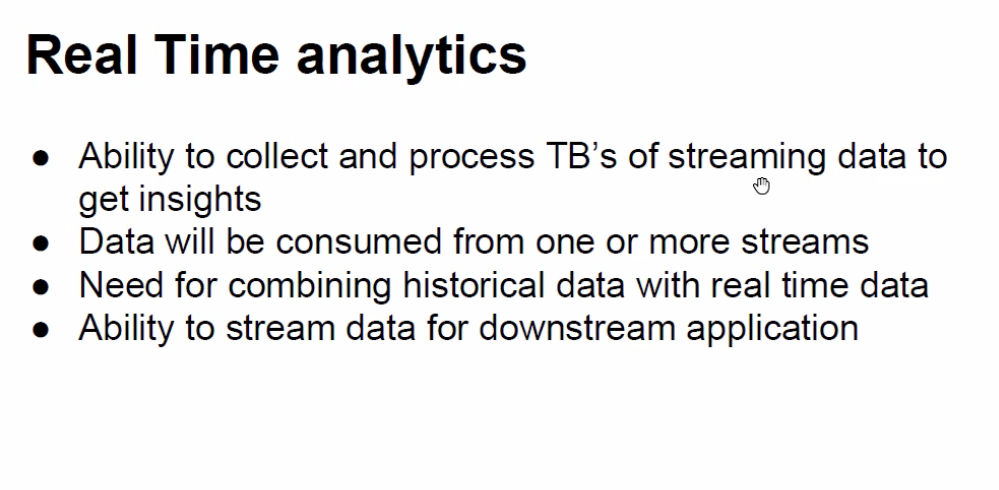 Real Time analytics
● Ability to collect and process TB's of streaming data to
get insights
● Data will be consumed from one or more streams
● Need for combining historical data with real time data
● Ability to stream data for downstream application